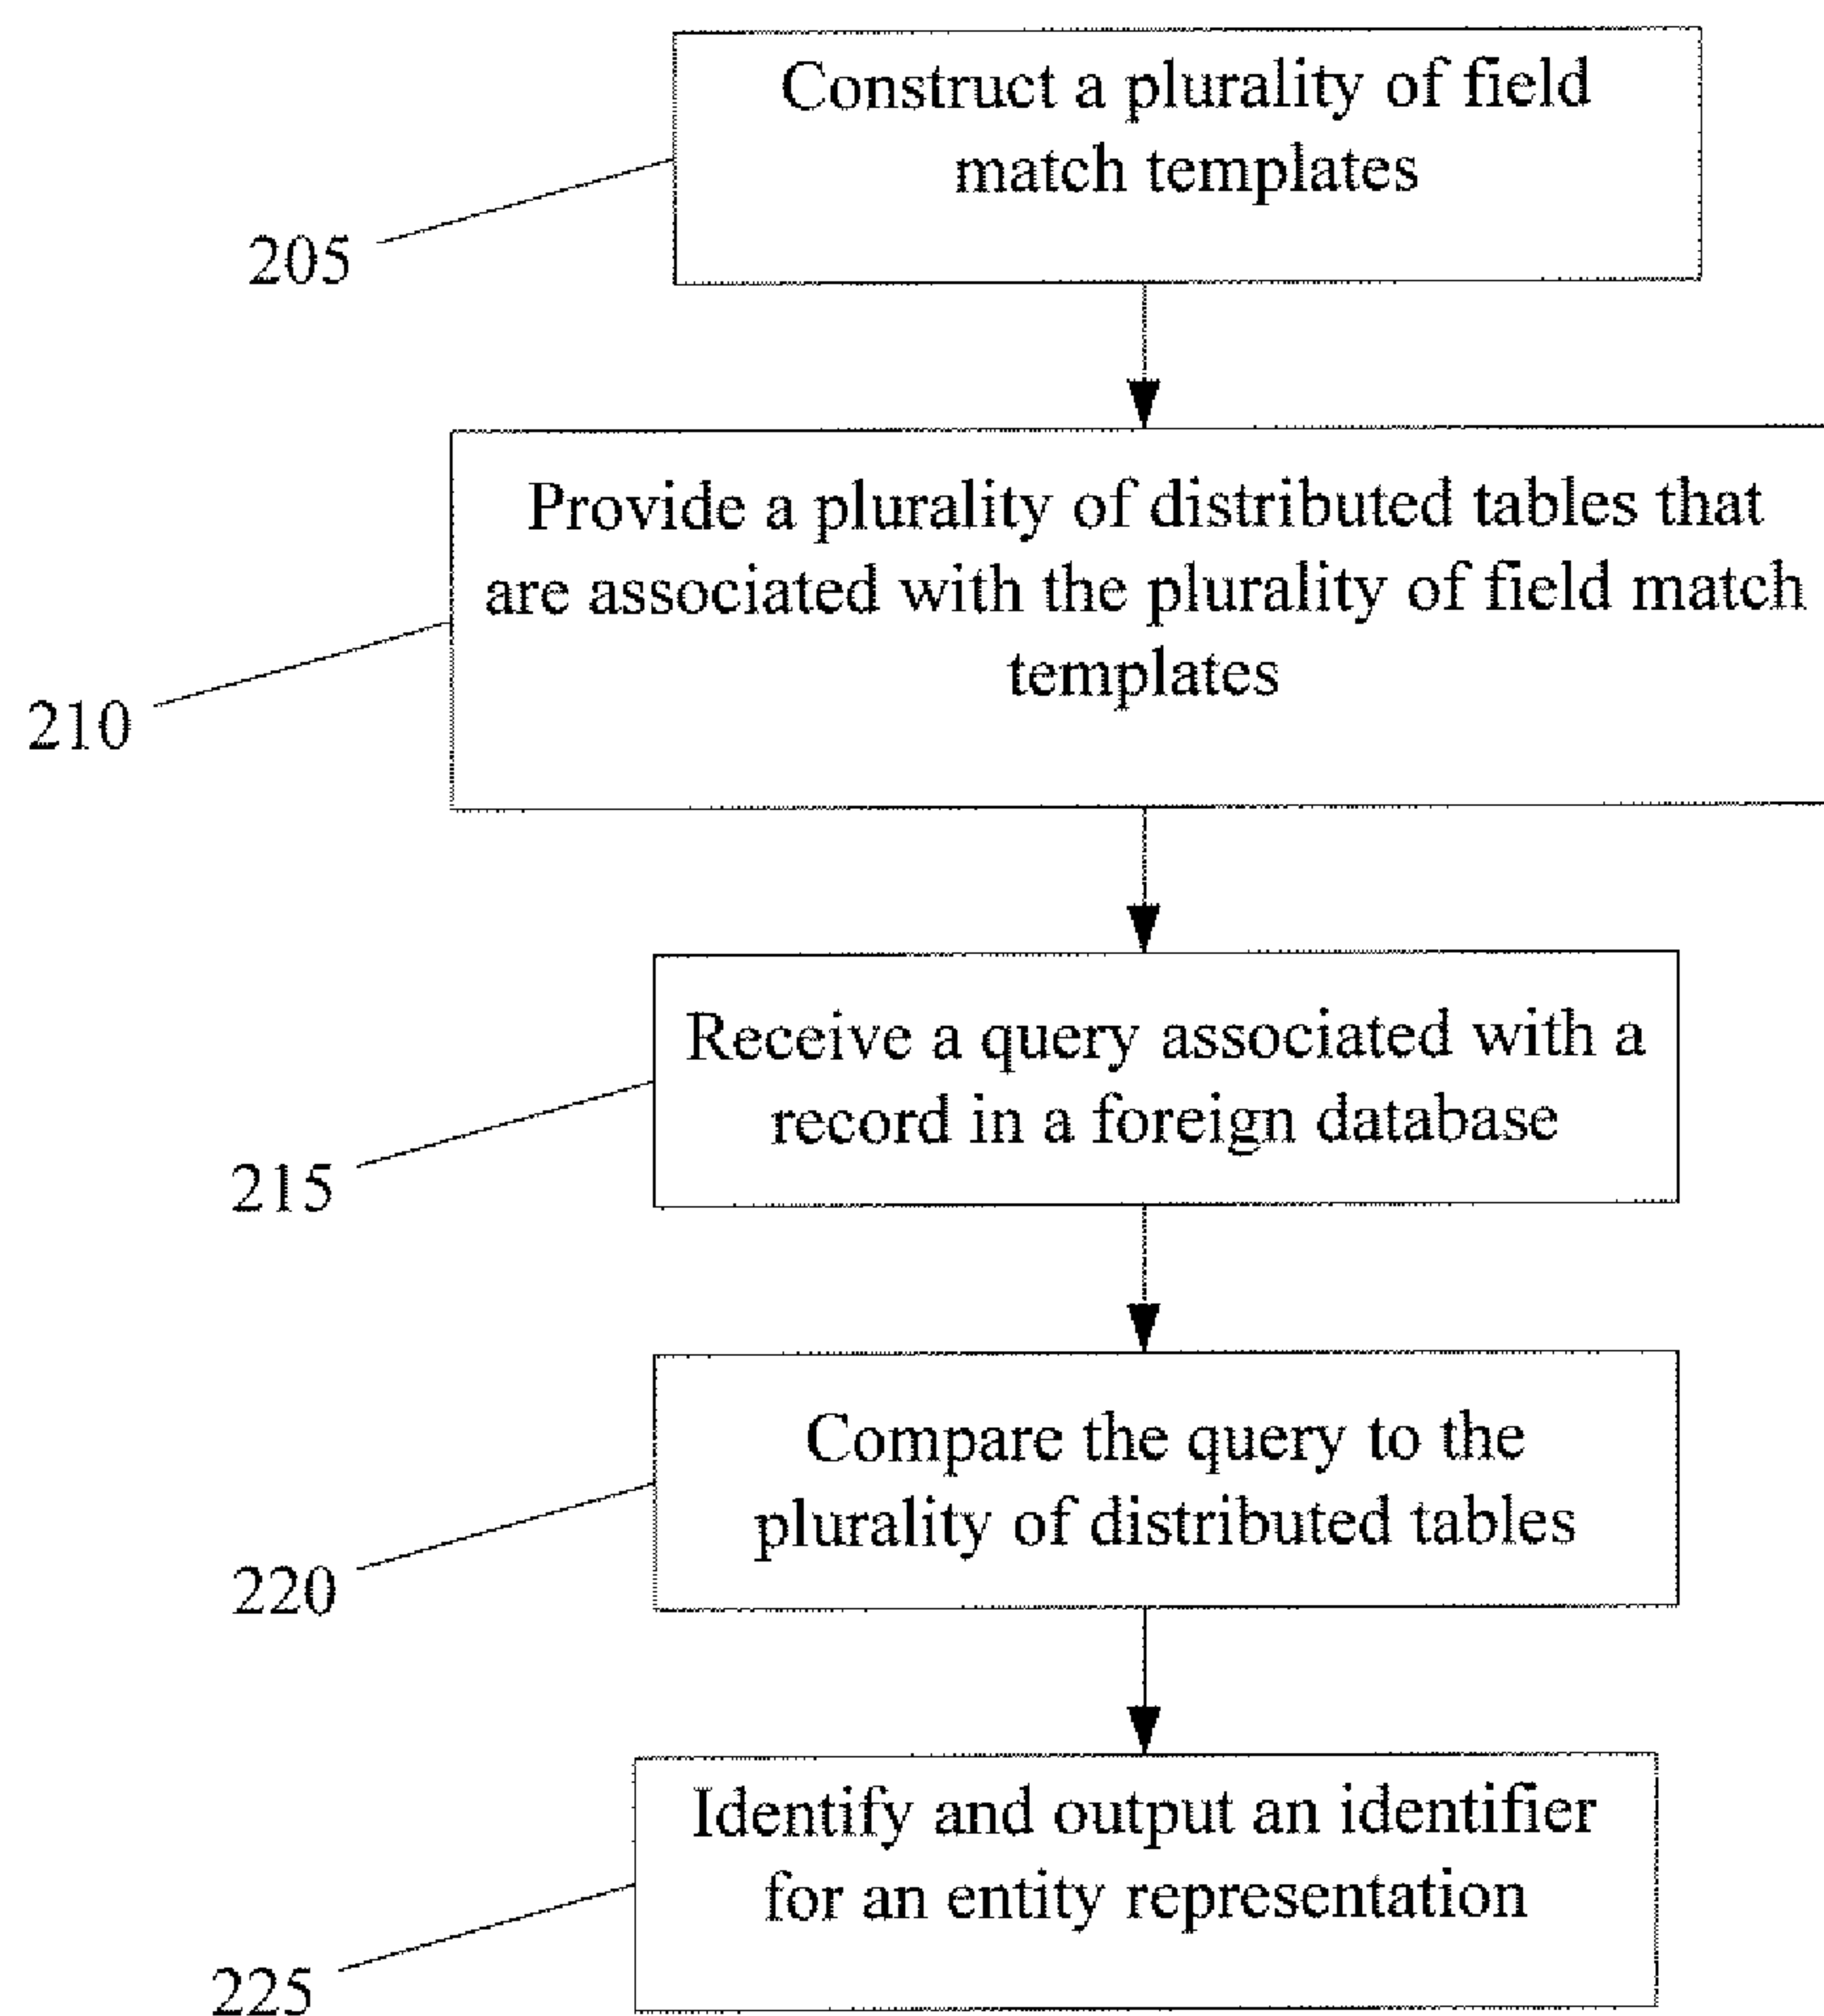 Construct a plurality of field
match templates
205
Provide a plurality of distributed tables that
are associated with the plurality of field match
templates
210
Receive a query associated with a
record in a foreign database
215
Compare the query to the
plurality of distributed tables
220
Identify and output an identifier
for an entity representation
225